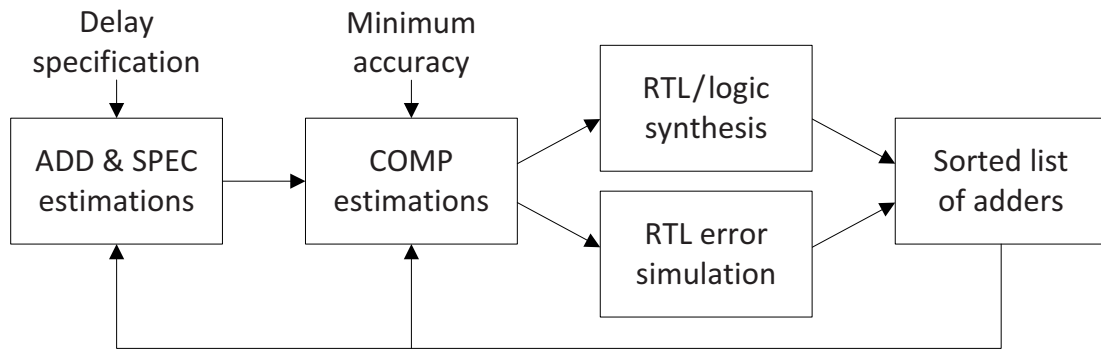 Delay
specification
Minimum
accuracy
ADD & SPEC
estimations
COMP
estimations
RTL/logic
synthesis
RTL error
simulation
Sorted list
of adders